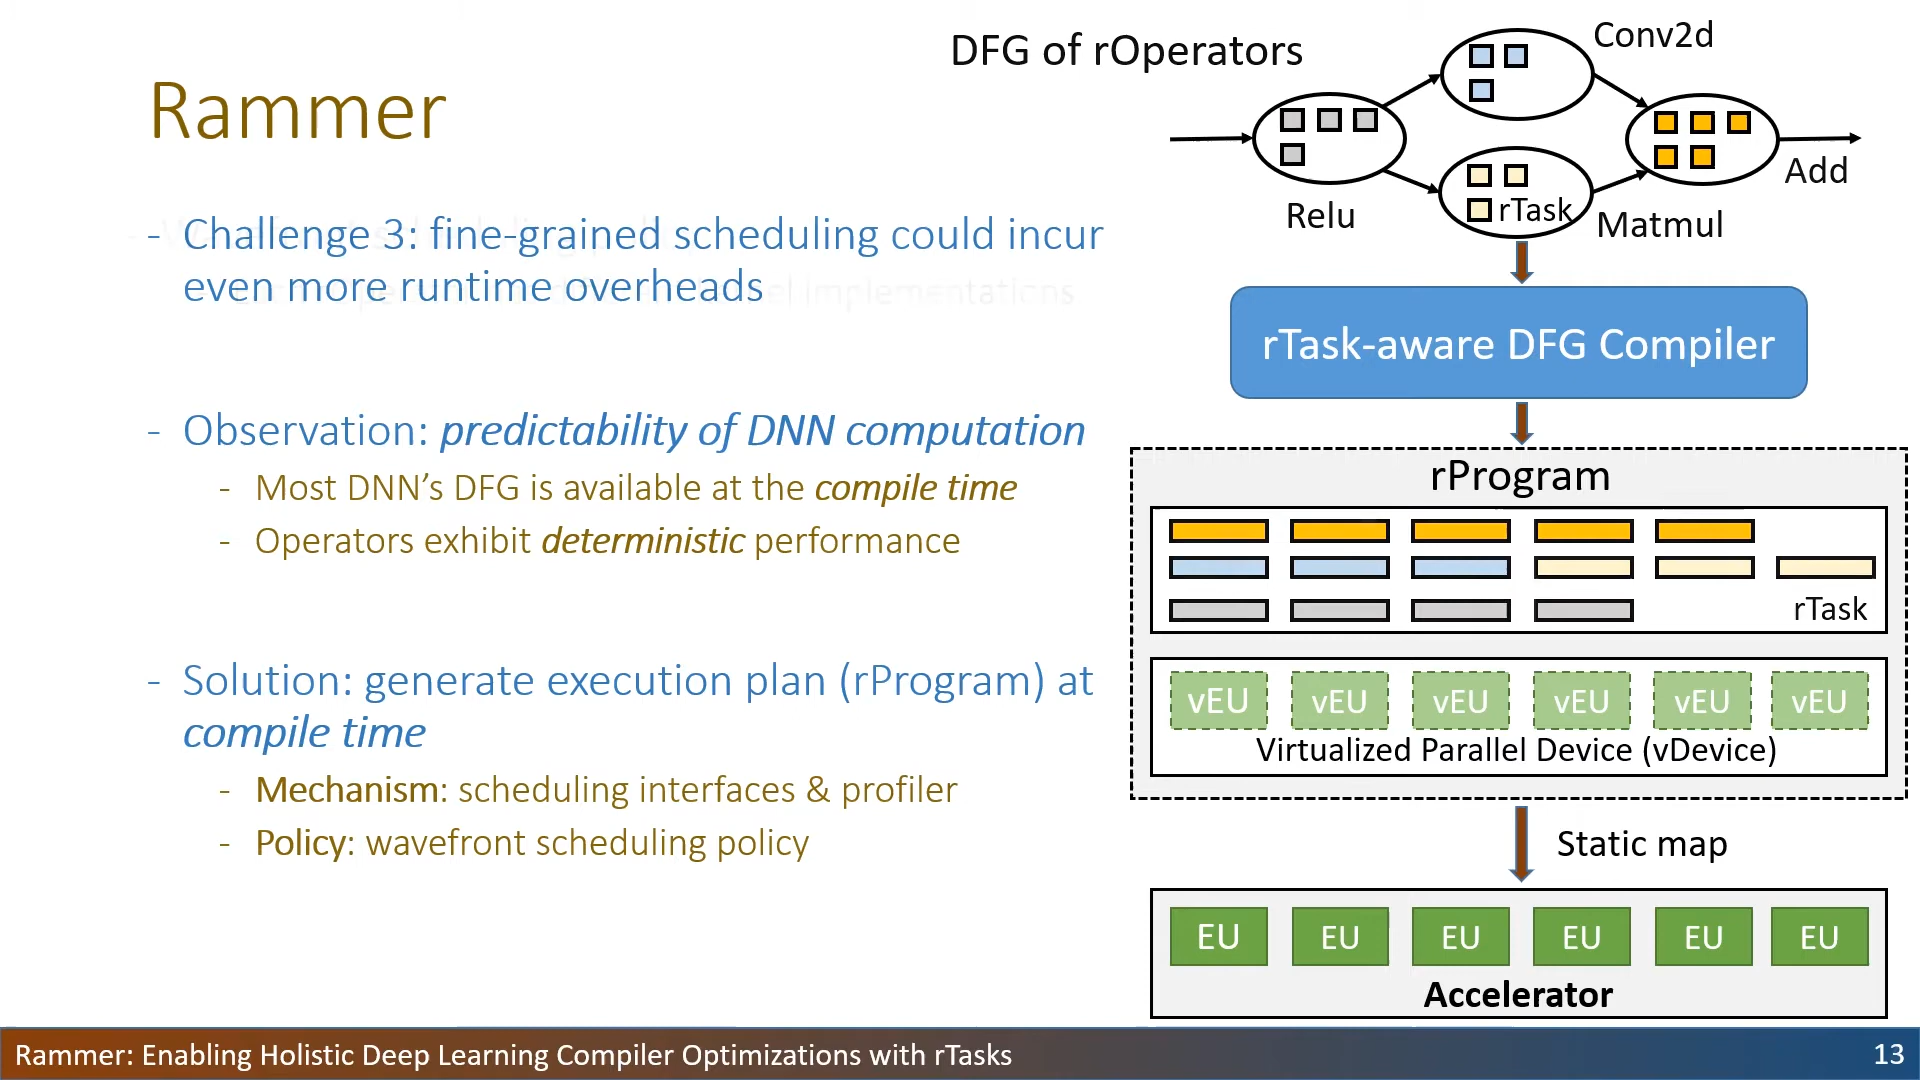 Rammer
- Challenge 3: fine-grained scheduling could incur
even more runtime overheads
implementations
- Observation: predictability of DNN computation
- Most DNN’s DFG is available at the compile time
- Operators exhibit deterministic performance
- Solution: generate execution plan (rProgram) at
compile time
- Mechanism: scheduling interfaces & profiler
- Policy: wavefront scheduling policy
DFG of rOperators
Conv2d
Relu
rTask
Matmul
Add
rTask-aware DFG Compiler
rProgram
rTask
vEU vEU vEU vEU vEU vEU
Virtualized Parallel Device (vDevice)
Static map
EU EU EU EU EU EU
Accelerator
Rammer: Enabling Holistic Deep Learning Compiler Optimizations with rTasks
13